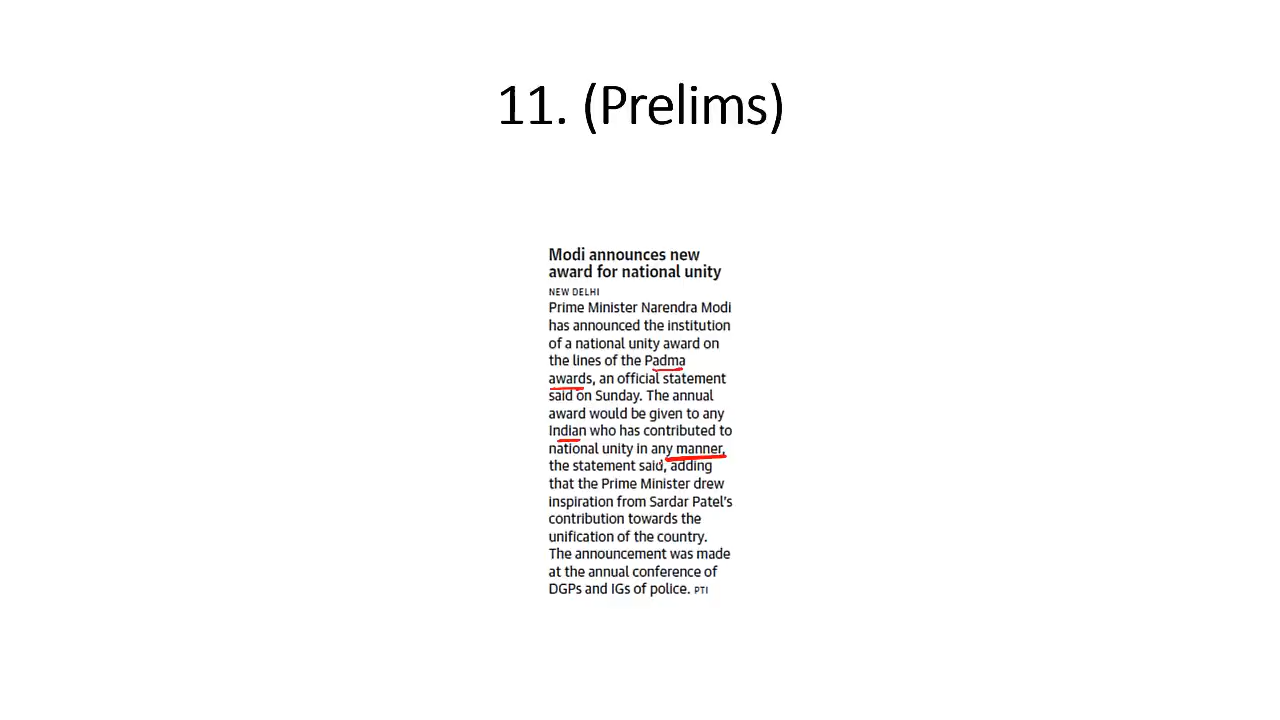 11. (Prelims)
Modi announces new
award for national unity
NEW DELHI
Prime Minister Narendra Modi
has announced the institution
of a national unity award on
the lines of the Padma
awards, an official statement
said on Sunday. The annual
award would be given to any
Indian who has contributed to
national unity in any manner,
the statement said, adding
that the Prime Minister drew
inspiration from Sardar Patel's
contribution towards the
unification of the country.
The announcement was made
at the annual conference of
DGPs and IGs of police. PTI